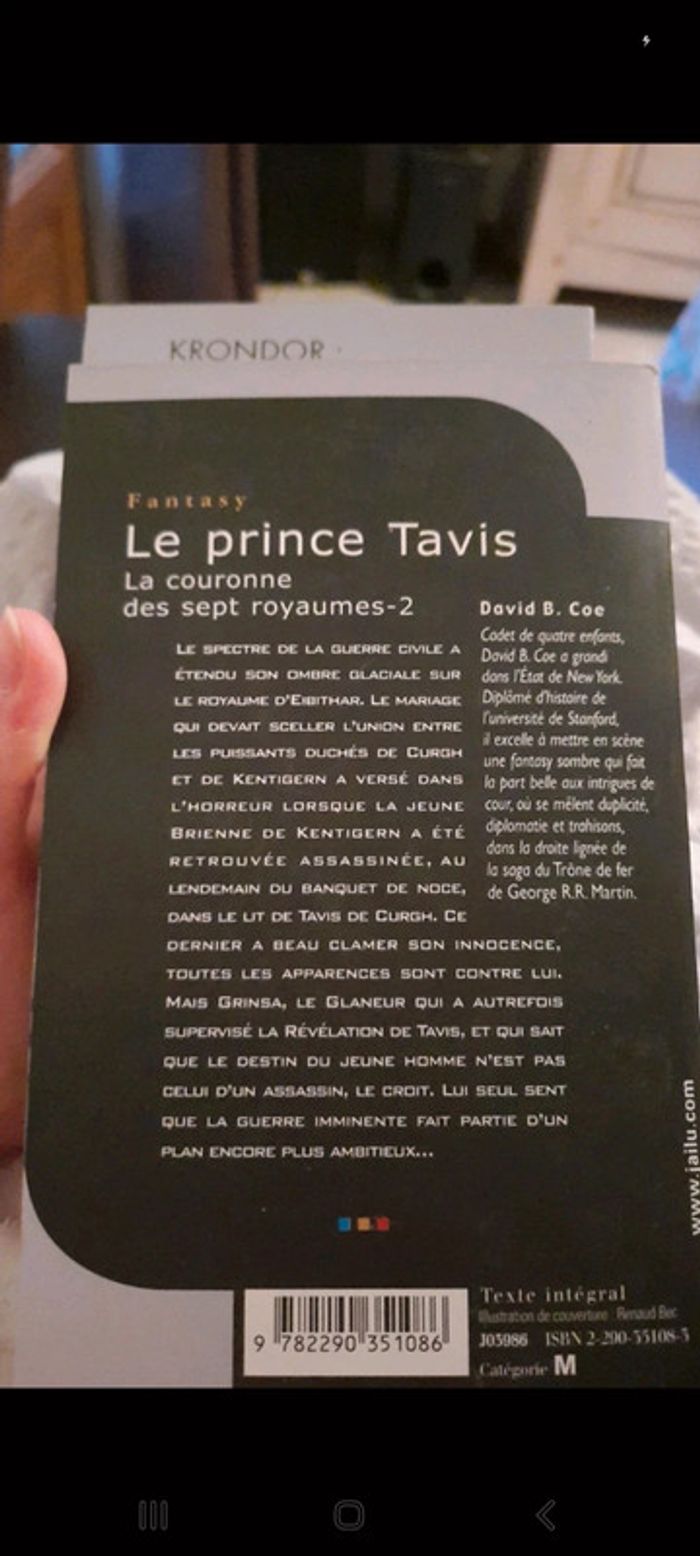 KRONDOR :
Fantasy
Le prince Tavis
La couronne
des sept royaumes-2
LE SPECTRE DE LA GUERRE CIVILE A
ÉTENDU SON OMBRE GLACIALE SUR
LE ROYAUME D'EIBITHAR. LE MARIAGE
QUI DEVAIT SCELLER L'UNION ENTRE
LES PUISSANTS DUCHÉS DE CURGH
ET DE KENTIGERN A VERSÉ DANS
L'HORREUR LORSQUE LA JEUNE
BRIENNE DE KENTIGERN A ÉTÉ
RETROUVÉE ASSASSINÉE, AU
LENDEMAIN DU BANQUET DE NOCE,
DANS LE LIT DE TAVIS DE CURGH. CE
DERNIER A BEAU CLAMER SON INNOCENCE,
TOUTES LES APPARENCES SONT CONTRE LUI.
MAIS GRINSA, LE GLANEUR QUI A AUTREFOIS
SUPERVISÉ LA RÉVÉLATION DE TAVIS, ET QUI SAIT
QUE LE DESTIN DU JEUNE HOMME N'EST PAS
CELUI D'UN ASSASSIN, LE CROIT. LUI SEUL SENT
QUE LA GUERRE IMMINENTE FAIT PARTIE D'UN
PLAN ENCORE PLUS AMBITIEUX...
David B. Coe
Cadet de quatre enfants,
David B. Coe a grandi
dans l'État de New York.
Diplômé d'histoire de
l'université de Stanford,
il excelle à mettre en scène
une fantasy sombre qui fait
la part belle aux intrigues de
cour, où se mêlent duplicité,
diplomatie et trahisons,
dans la droite lignée de
la saga du Trône de fer
de George R.R. Martin.
www.jailu.com
9 782290 351086
Texte intégral
Illustration de couverture : Renaud Bec
J03986 ISBN 2-290-35108-3
Catégorie M